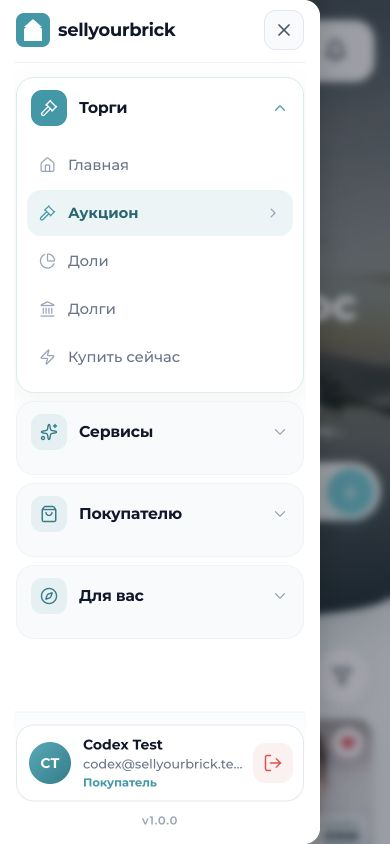 sellyourbrick
Торги
Главная
Аукцион
Доли
Долги
Купить сейчас
Сервисы
Покупателю
Для вас
CT
Codex Test
codex@sellyourbrick.te...
Покупатель
v1.0.0